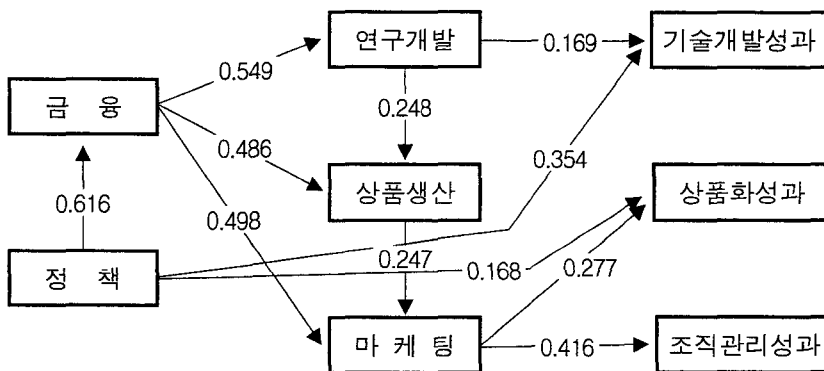 연구개발
0.169
기술개발성과
0.549
금 융
0.248
0.486
0.354
상품생산
상품화성과
0.616
0.498
0.247
0.168
0.277
정 책
마 케 팅
0.416
조직관리성과